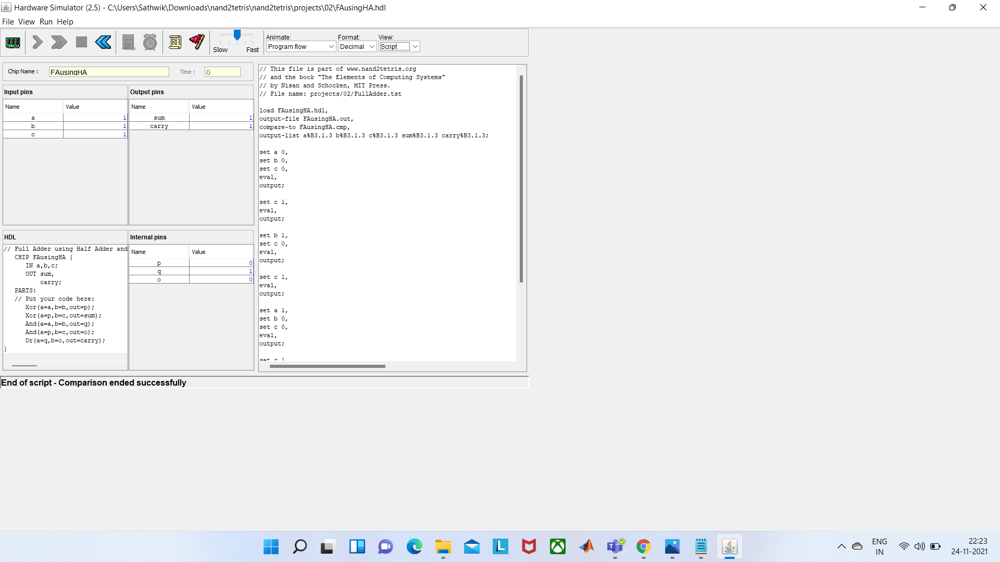 Hardware Simulator (2.5) - C:\Users\Sathwik\Downloads\nand2tetris\nand2tetris\projects\02\FAusingHA.hdl
File View Run Help
Slow Fast
Animate:
Program flow
Format:
Decimal
View:
Script
Chip Name : FAusingHA Time : 0
Input pins
Name Value
a 1
b 1
c 1
Output pins
Name Value
sum 1
carry 1
HDL
// Full Adder using Half Adder and
CHIP FAusingHA {
IN a,b,c;
OUT sum,
carry;
PARTS:
// Put your code here:
Xor(a=a,b=b,out=p);
Xor(a=p,b=c,out=sum);
And(a=a,b=b,out=q);
And(a=p,b=c,out=o);
Or(a=q,b=o,out=carry);
}
Internal pins
Name Value
p 0
q 1
o 0
// This file is part of www.nand2tetris.org
// and the book "The Elements of Computing Systems"
// by Nisan and Schocken, MIT Press.
// File name: projects/02/FullAdder.tst
load FAusingHA.hdl,
output-file FAusingHA.out,
compare-to FAusingHA.cmp,
output-list a%B3.1.3 b%B3.1.3 c%B3.1.3 sum%B3.1.3 carry%B3.1.3;
set a 0,
set b 0,
set c 0,
eval,
output;
set c 1,
eval,
output;
set b 1,
set c 0,
eval,
output;
set c 1,
eval,
output;
set a 1,
set b 0,
set c 0,
eval,
output;
set c 1
End of script - Comparison ended successfully
ENG
IN
22:23
24-11-2021